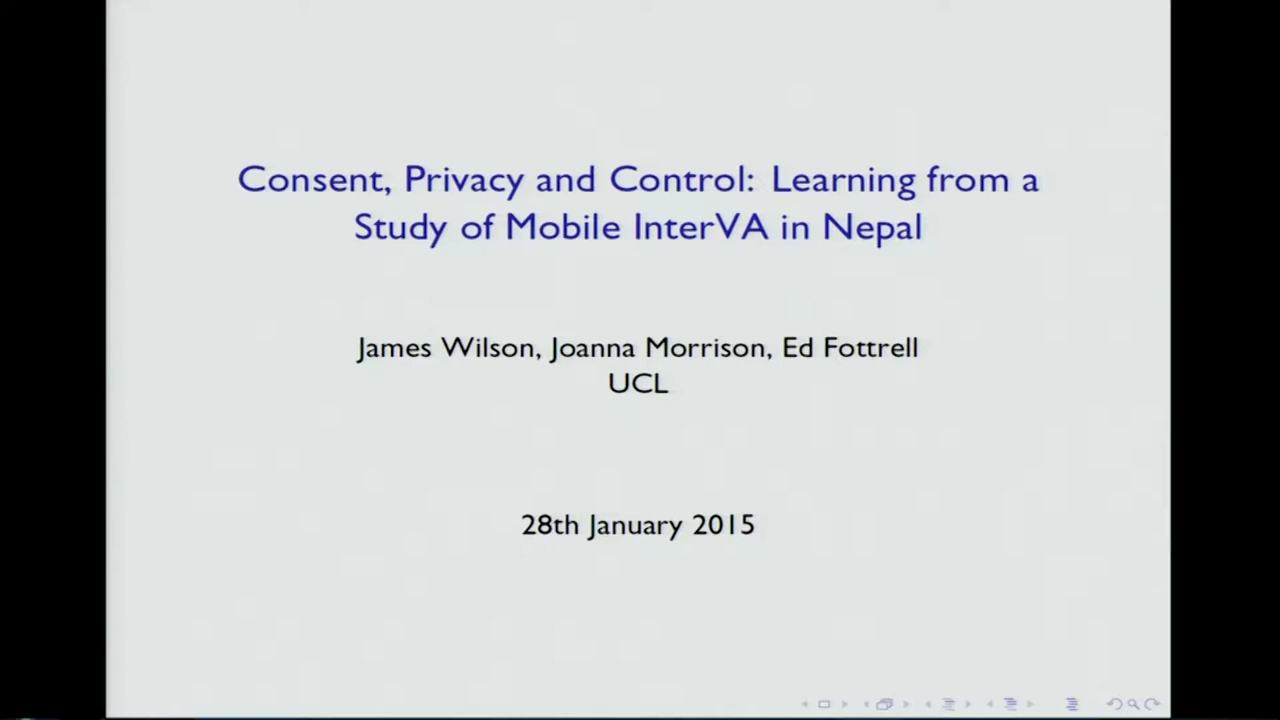 Consent, Privacy and Control: Learning from a
Study of Mobile InterVA in Nepal
James Wilson, Joanna Morrison, Ed Fottrell
UCL
28th January 2015